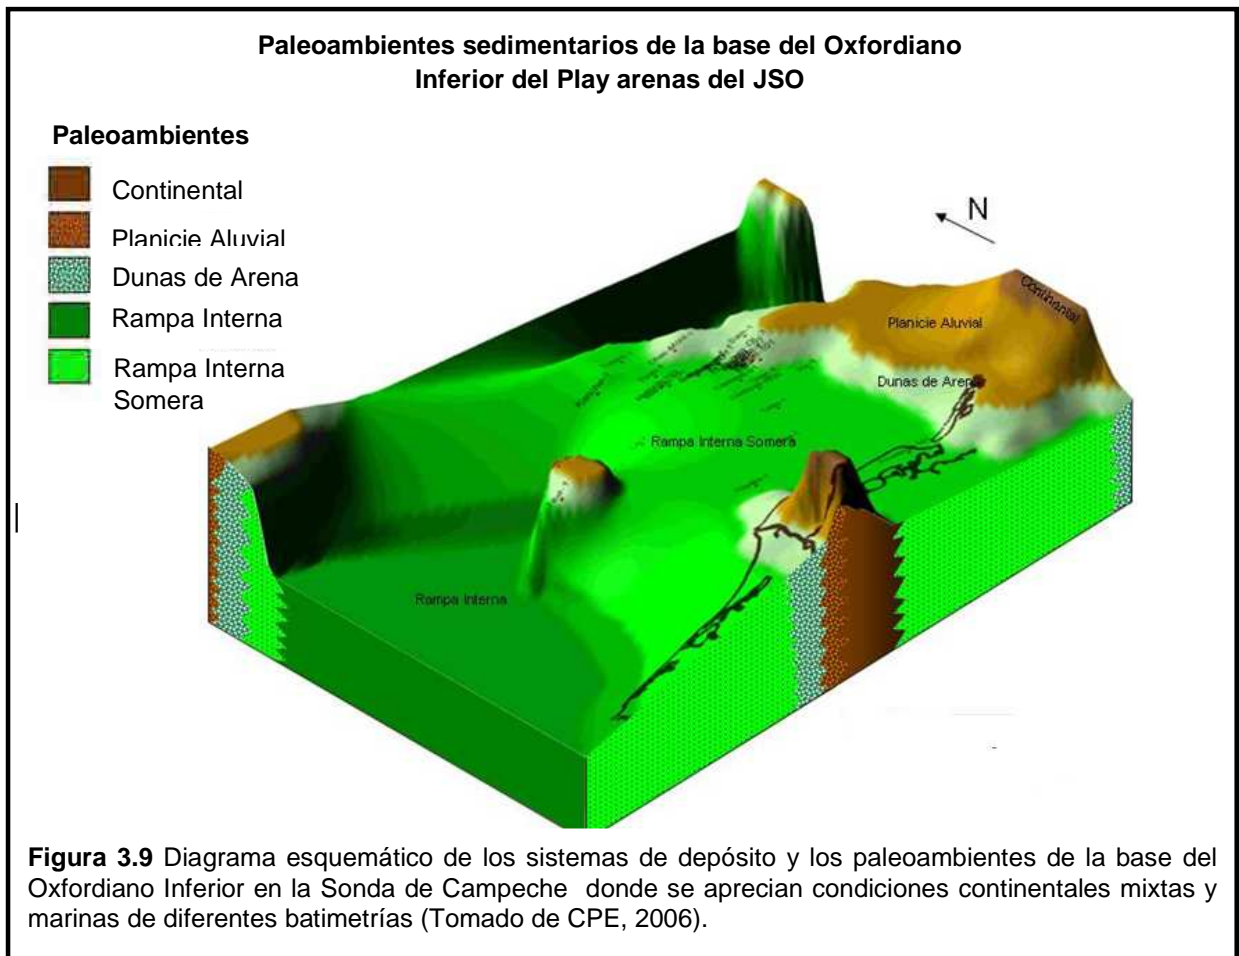 Paleoambientes sedimentarios de la base del Oxfordiano
Inferior del Play arenas del JSO
Paleoambientes
Continental
Planicie Aluvial
Dunas de Arena
Rampa Interna
Rampa Interna
Somera
N
Continental
Planicie Aluvial
Dunas de Arena
Rampa Interna Somera
Rampa Interna
Figura 3.9 Diagrama esquemático de los sistemas de depósito y los paleoambientes de la base del
Oxfordiano Inferior en la Sonda de Campeche donde se aprecian condiciones continentales mixtas y
marinas de diferentes batimetrías (Tomado de CPE, 2006).